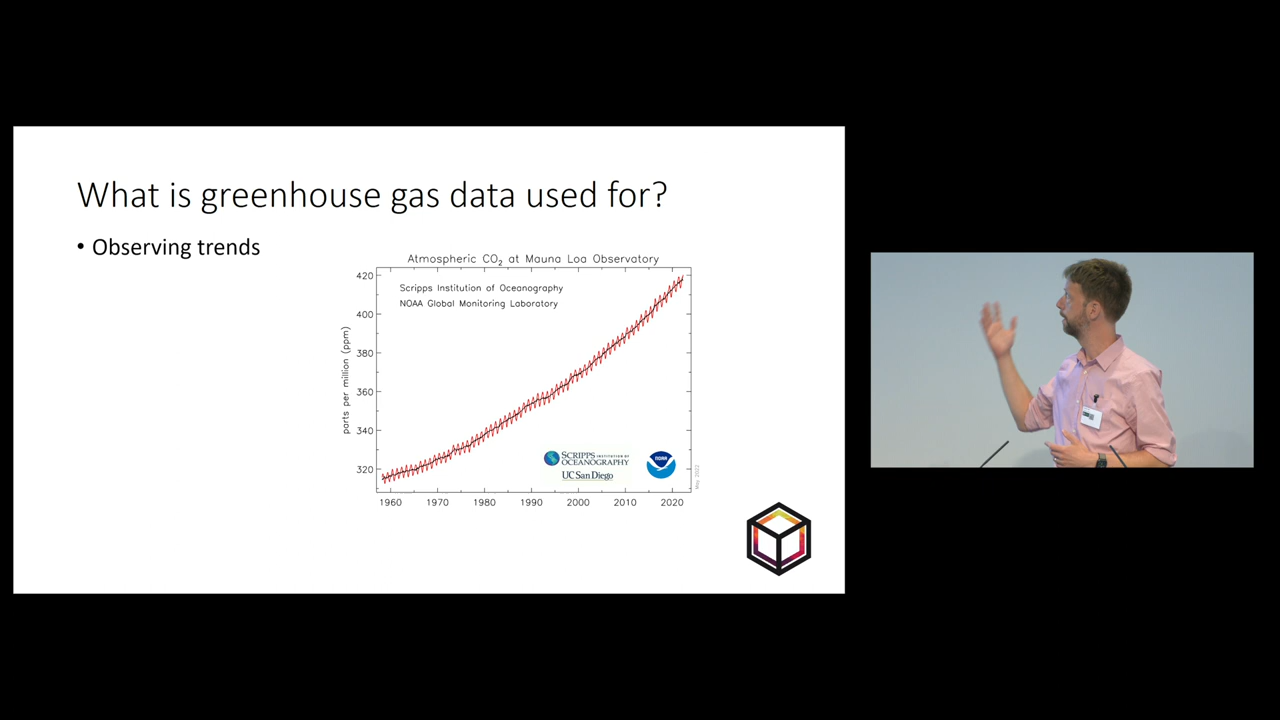 What is greenhouse gas data used for?
• Observing trends
Atmospheric CO₂ at Mauna Loa Observatory
Scripps Institution of Oceanography
NOAA Global Monitoring Laboratory
parts per million (ppm)
420
400
380
360
340
320
1960 1970 1980 1990 2000 2010 2020
SCRIPPS INSTITUTION OF
OCEANOGRAPHY
UC San Diego
NOAA
May, 2022